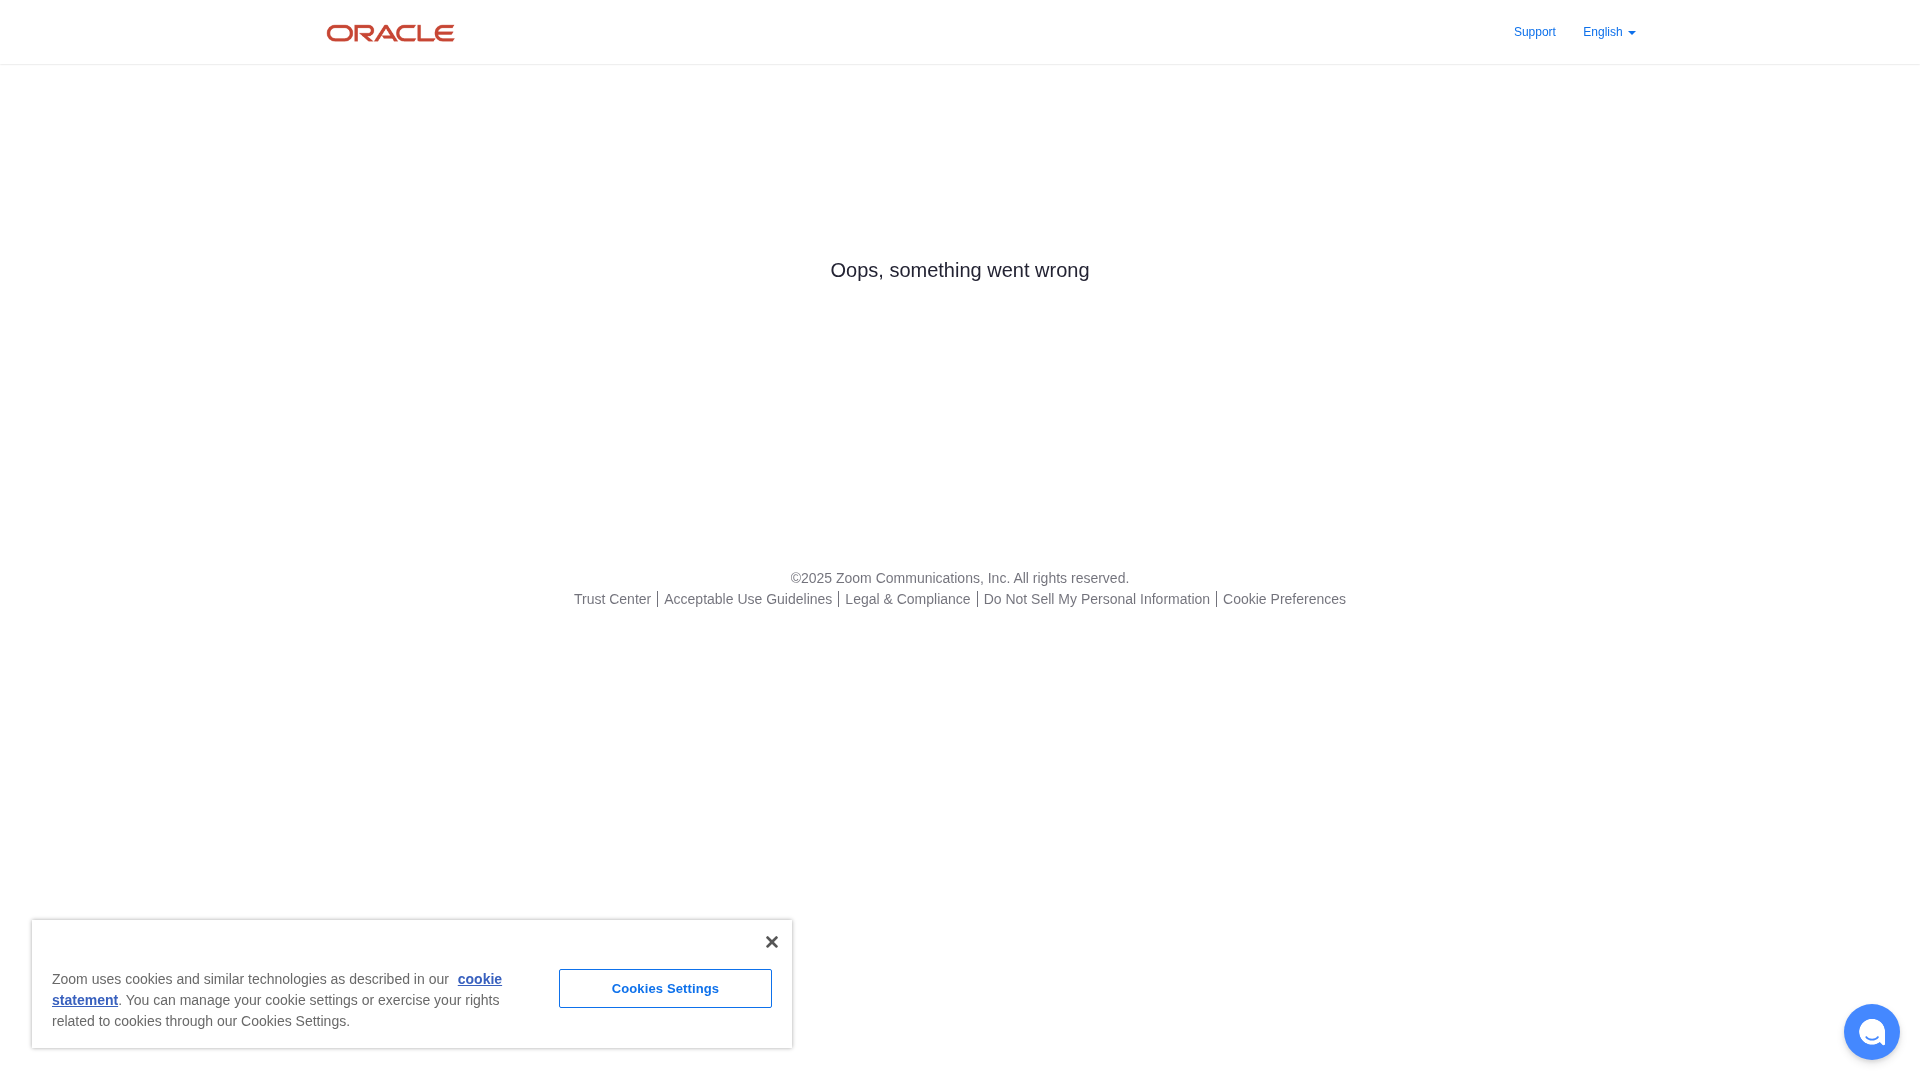 ORACLE
Support
English
Oops, something went wrong
©2025 Zoom Communications, Inc. All rights reserved.
Trust Center | Acceptable Use Guidelines | Legal & Compliance | Do Not Sell My Personal Information | Cookie Preferences
Zoom uses cookies and similar technologies as described in our cookie
statement. You can manage your cookie settings or exercise your rights
related to cookies through our Cookies Settings.
Cookies Settings